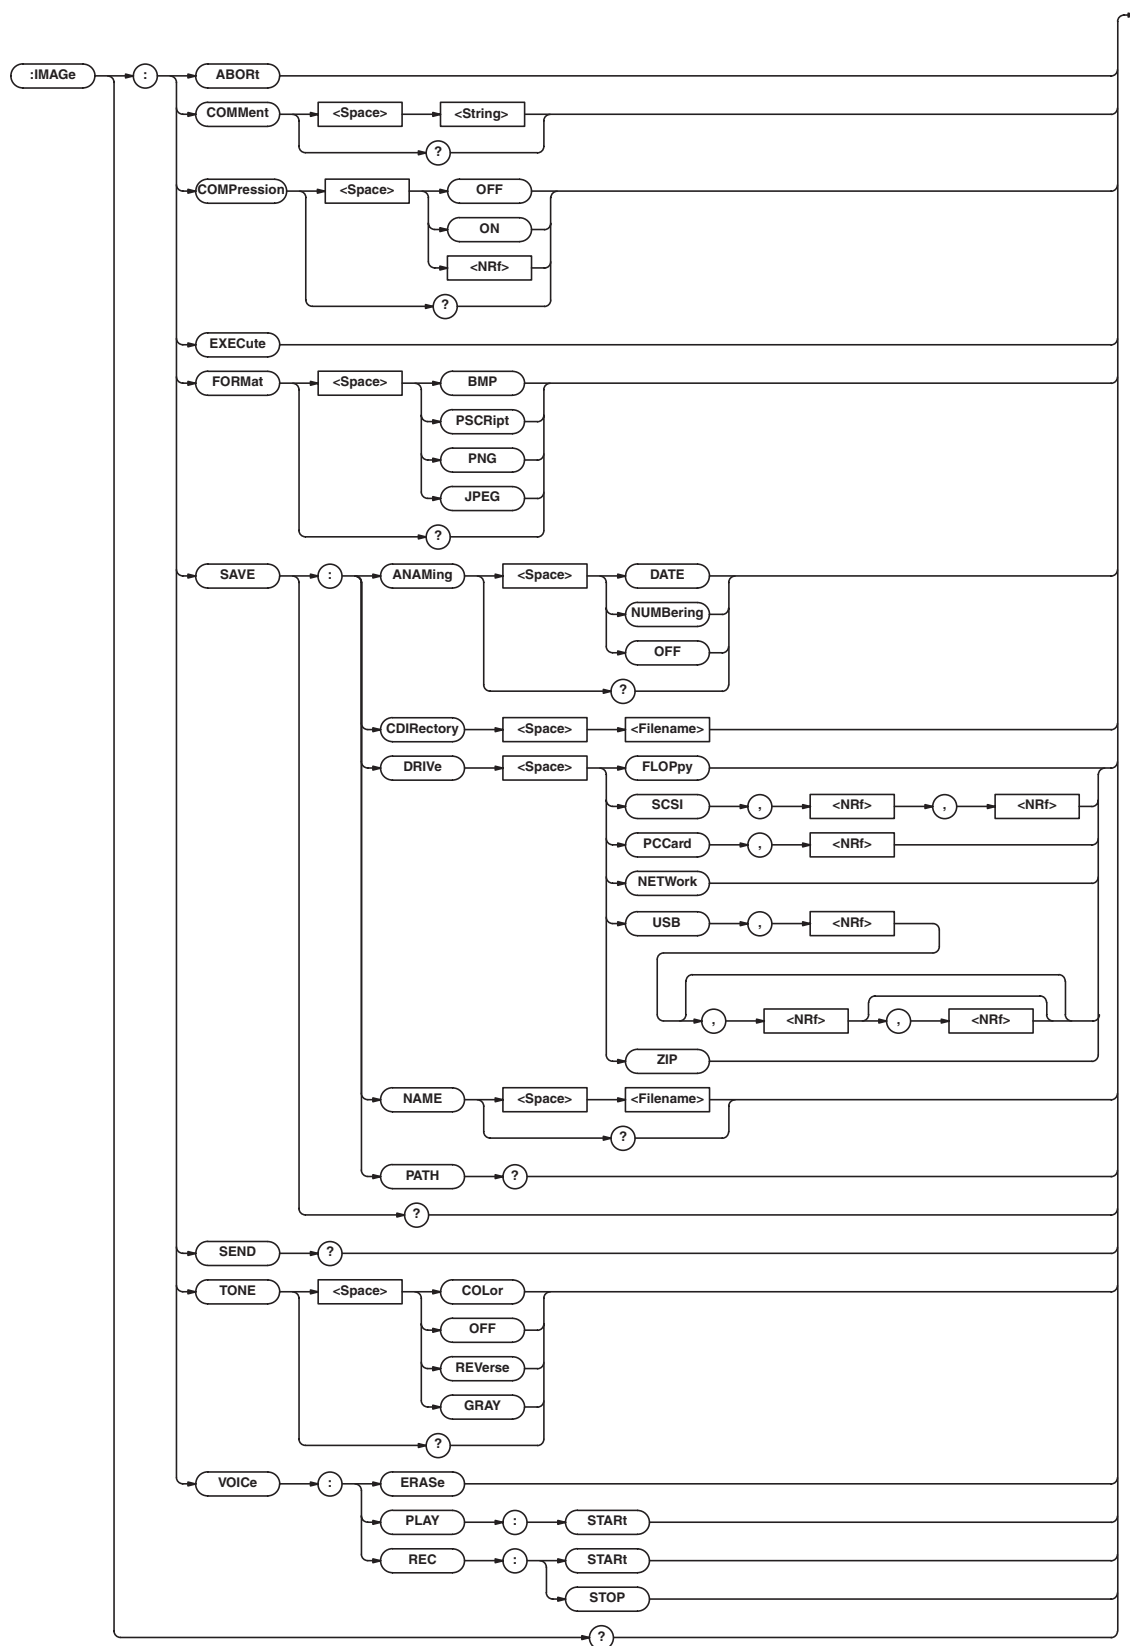 :IMAGe : ABORt
COMMent <Space> <String>
?
COMPression <Space> OFF
ON
<NRf>
?
EXECute
FORMat <Space> BMP
PSCRipt
PNG
JPEG
?
SAVE : ANAMing <Space> DATE
NUMBering
OFF
?
CDIRectory <Space> <Filename>
DRIVe <Space> FLOPpy
SCSI , <NRf> , <NRf>
PCCard , <NRf>
NETWork
USB , <NRf>
, <NRf> , <NRf>
ZIP
NAME <Space> <Filename>
?
PATH ?
?
SEND ?
TONE <Space> COLor
OFF
REVerse
GRAY
?
VOICe : ERASe
PLAY : STARt
REC : STARt
STOP
?